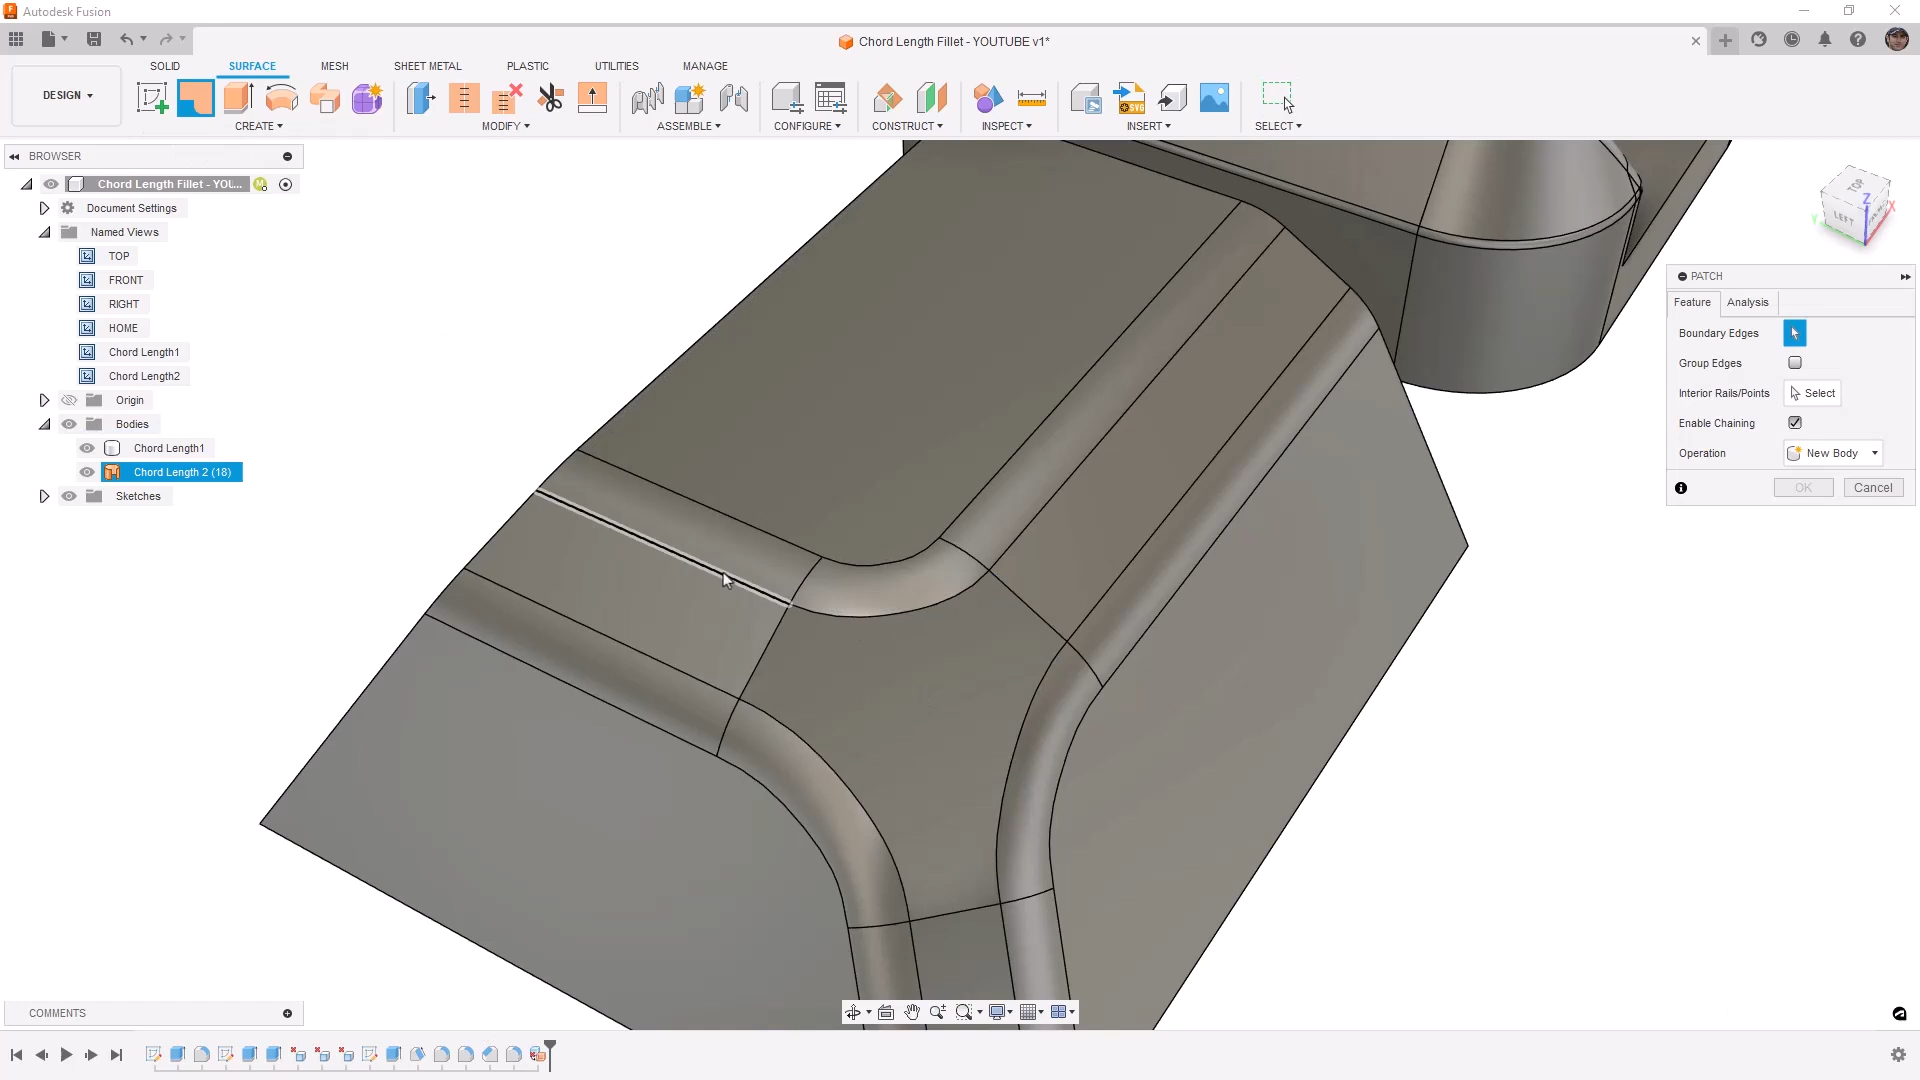 Autodesk Fusion
Chord Length Fillet - YOUTUBE v1*
DESIGN
SOLID
SURFACE
MESH
SHEET METAL
PLASTIC
UTILITIES
MANAGE
CREATE
MODIFY
ASSEMBLE
CONFIGURE
CONSTRUCT
INSPECT
INSERT
SELECT
BROWSER
Chord Length Fillet - YOU...
Document Settings
Named Views
TOP
FRONT
RIGHT
HOME
Chord Length1
Chord Length2
Origin
Bodies
Chord Length1
Chord Length 2 (18)
Sketches
TOP
LEFT
Z
X
Y
PATCH
Feature
Analysis
Boundary Edges
Group Edges
Interior Rails/Points
Select
Enable Chaining
Operation
New Body
OK
Cancel
COMMENTS